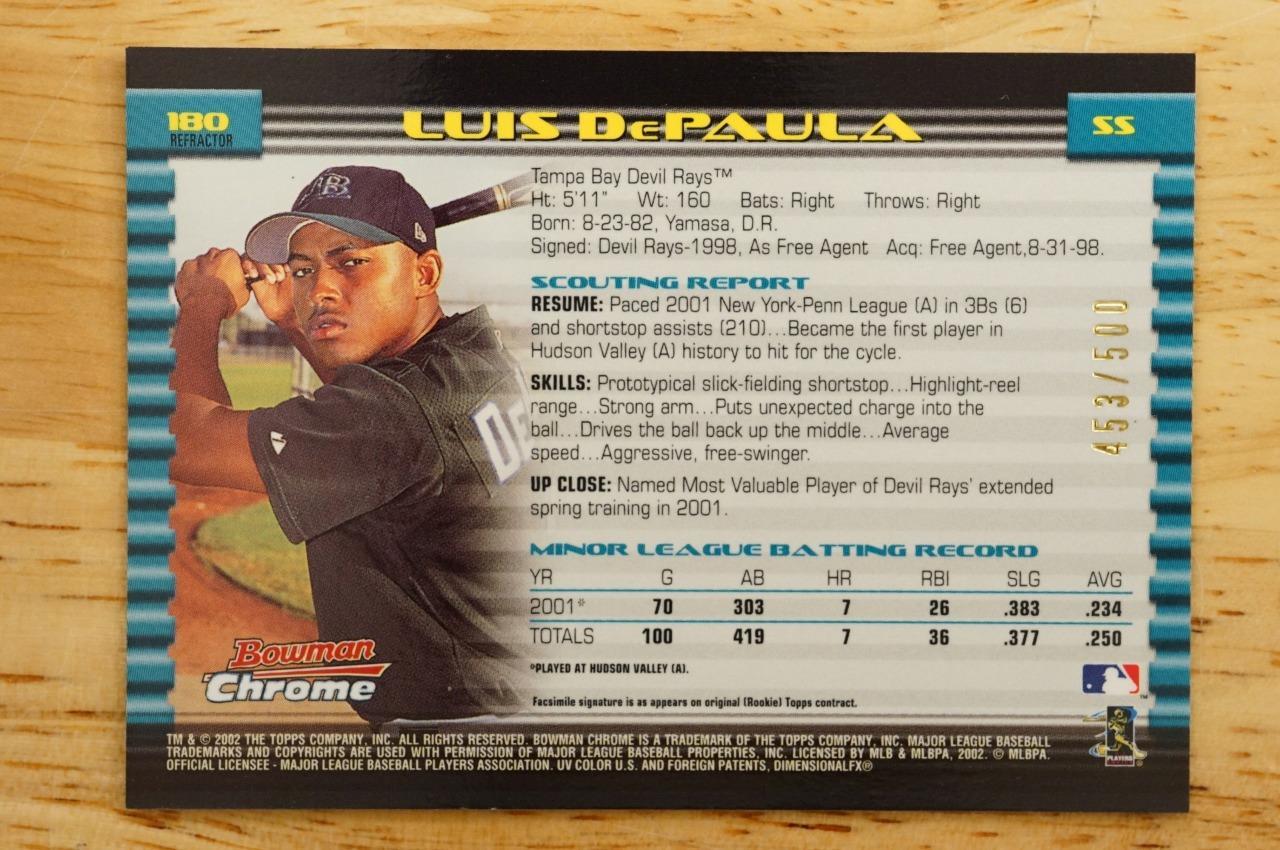 180
REFRACTOR
LUIS DePAULA
SS
Tampa Bay Devil Rays™
Ht: 5'11" Wt: 160 Bats: Right Throws: Right
Born: 8-23-82, Yamasa, D.R.
Signed: Devil Rays-1998, As Free Agent Acq: Free Agent,8-31-98.
SCOUTING REPORT
RESUME: Paced 2001 New York-Penn League (A) in 3Bs (6)
and shortstop assists (210)...Became the first player in
Hudson Valley (A) history to hit for the cycle.
SKILLS: Prototypical slick-fielding shortstop...Highlight-reel
range...Strong arm...Puts unexpected charge into the
ball...Drives the ball back up the middle...Average
speed...Aggressive, free-swinger.
UP CLOSE: Named Most Valuable Player of Devil Rays' extended
spring training in 2001.
453/500
MINOR LEAGUE BATTING RECORD
YR G AB HR RBI SLG AVG
2001* 70 303 7 26 .383 .234
TOTALS 100 419 7 36 .377 .250
*PLAYED AT HUDSON VALLEY (A).
Facsimile signature is as appears on original (Rookie) Topps contract.
TB
De
Bowman
Chrome
PLAYERS
TM & © 2002 THE TOPPS COMPANY, INC. ALL RIGHTS RESERVED. BOWMAN CHROME IS A TRADEMARK OF THE TOPPS COMPANY, INC. MAJOR LEAGUE BASEBALL
TRADEMARKS AND COPYRIGHTS ARE USED WITH PERMISSION OF MAJOR LEAGUE BASEBALL PROPERTIES, INC. LICENSED BY MLB & MLBPA, 2002. © MLBPA.
OFFICIAL LICENSEE - MAJOR LEAGUE BASEBALL PLAYERS ASSOCIATION. UV COLOR U.S. AND FOREIGN PATENTS, DIMENSIONALFX®